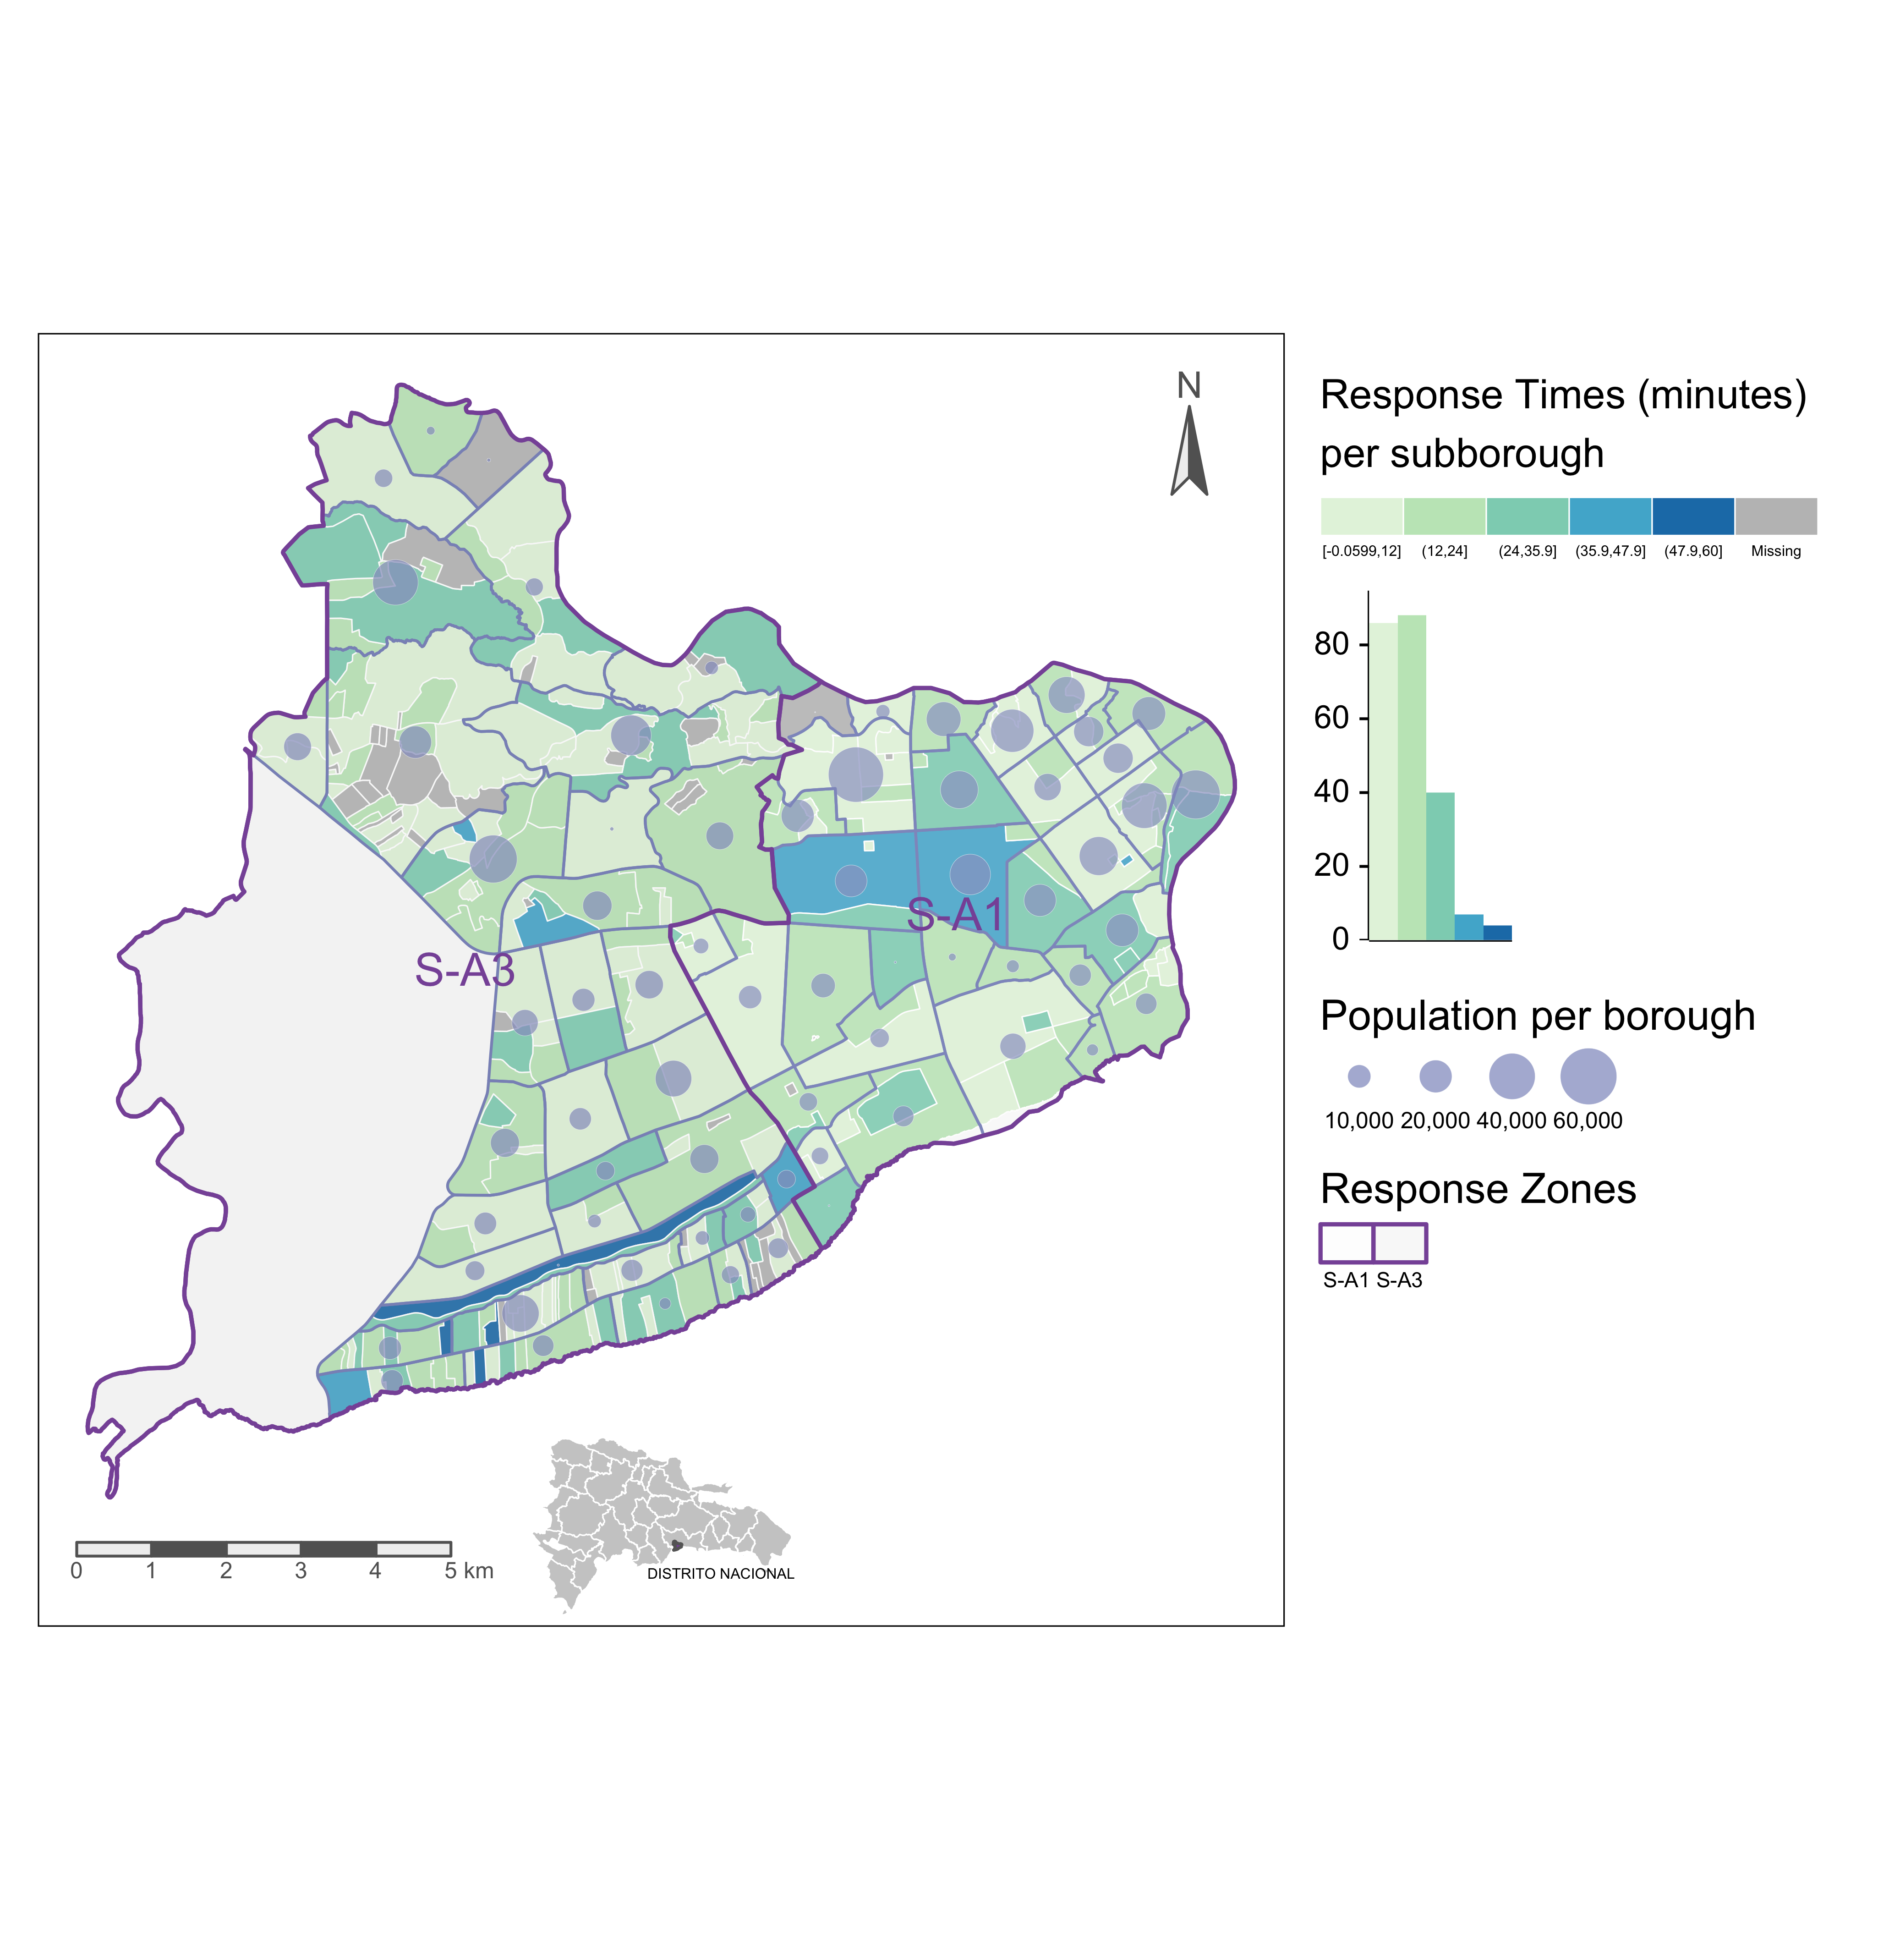 N
S-A1
S-A3
0 1 2 3 4 5 km
DISTRITO NACIONAL
Response Times (minutes)
per subborough
[-0.0599,12] (12,24] (24,35.9] (35.9,47.9] (47.9,60] Missing
80
60
40
20
0
Population per borough
10,000 20,000 40,000 60,000
Response Zones
S-A1 S-A3